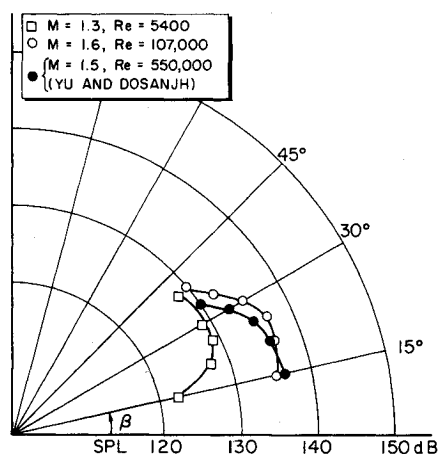 □ M = 1.3, Re = 5400
○ M = 1.6, Re = 107,000
● {M = 1.5, Re = 550,000
(YU AND DOSANJH)
45°
30°
15°
β
SPL 120 130 140 150 dB